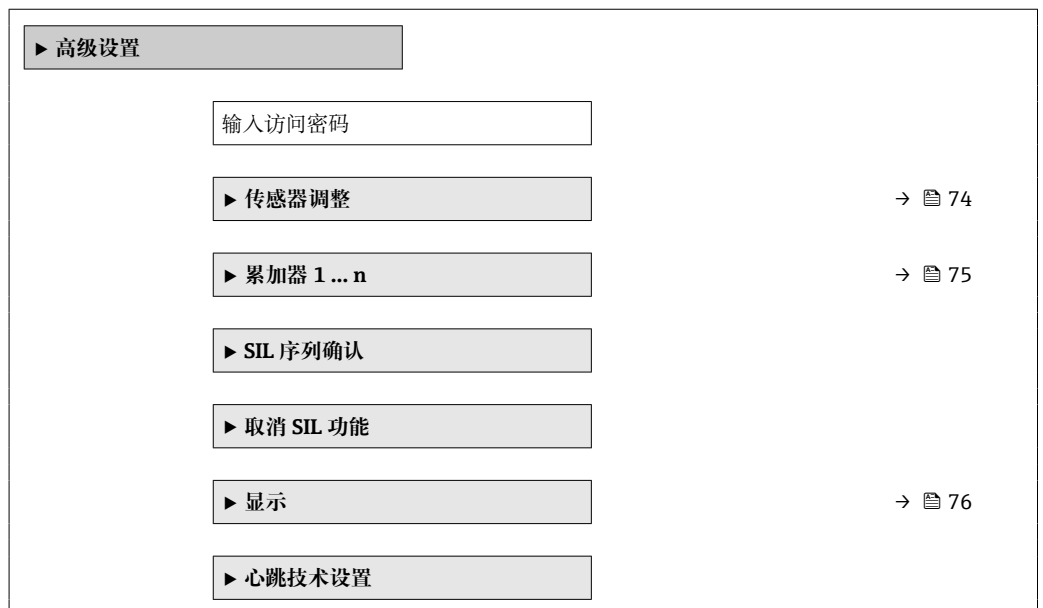 ▶ 高级设置
输入访问密码
▶ 传感器调整 → 74
▶ 累加器 1 … n → 75
▶ SIL 序列确认
▶ 取消 SIL 功能
▶ 显示 → 76
▶ 心跳技术设置